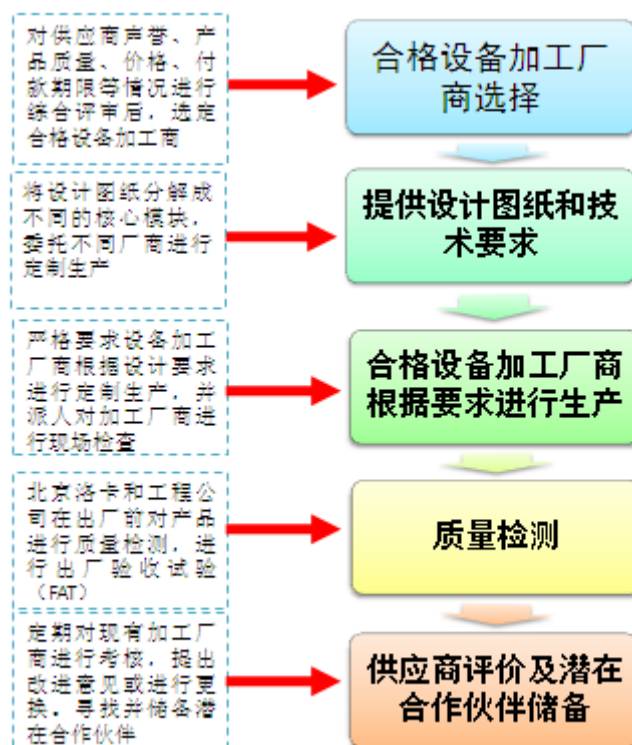 对供应商声誉、产
品质量、价格、付
款期限等情况进行
综合评审后，选定
合格设备加工商
合格设备加工厂
商选择
将设计图纸分解成
不同的核心模块，
委托不同厂商进行
定制生产
提供设计图纸和技
术要求
严格要求设备加工
厂商根据设计要求
进行定制生产，并
派人对加工厂商进
行现场检查
合格设备加工厂商
根据要求进行生产
北京洛卡和工程公
司在出厂前对产品
进行质量检测，进
行出厂验收试验
（FAT）
质量检测
定期对现有加工厂
商进行考核，提出
改进意见或进行更
换，寻找并储备潜
在合作伙伴
供应商评价及潜在
合作伙伴储备